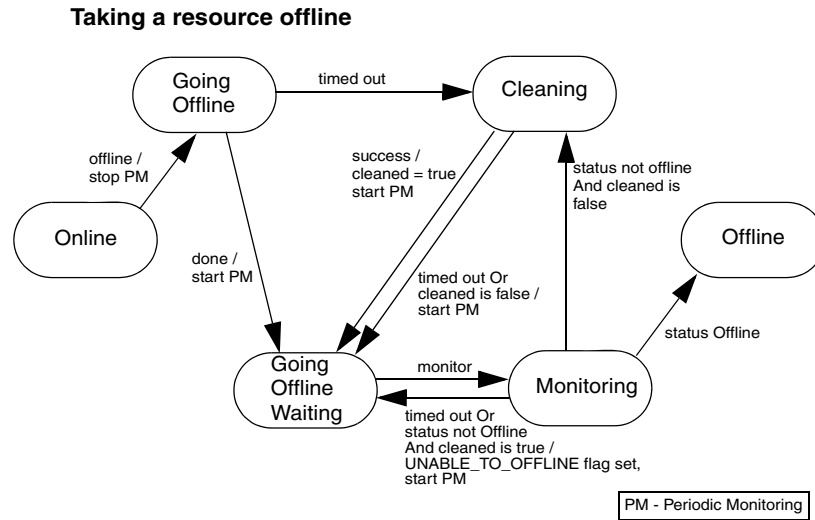 Taking a resource offline
Going
Offline
timed out
Cleaning
offline /
stop PM
success /
cleaned = true
start PM
status not offline
And cleaned is
false
Online
Offline
done /
start PM
timed out Or
cleaned is false /
start PM
status Offline
Going
Offline
Waiting
monitor
Monitoring
timed out Or
status not Offline
And cleaned is true /
UNABLE_TO_OFFLINE flag set,
start PM
PM - Periodic Monitoring